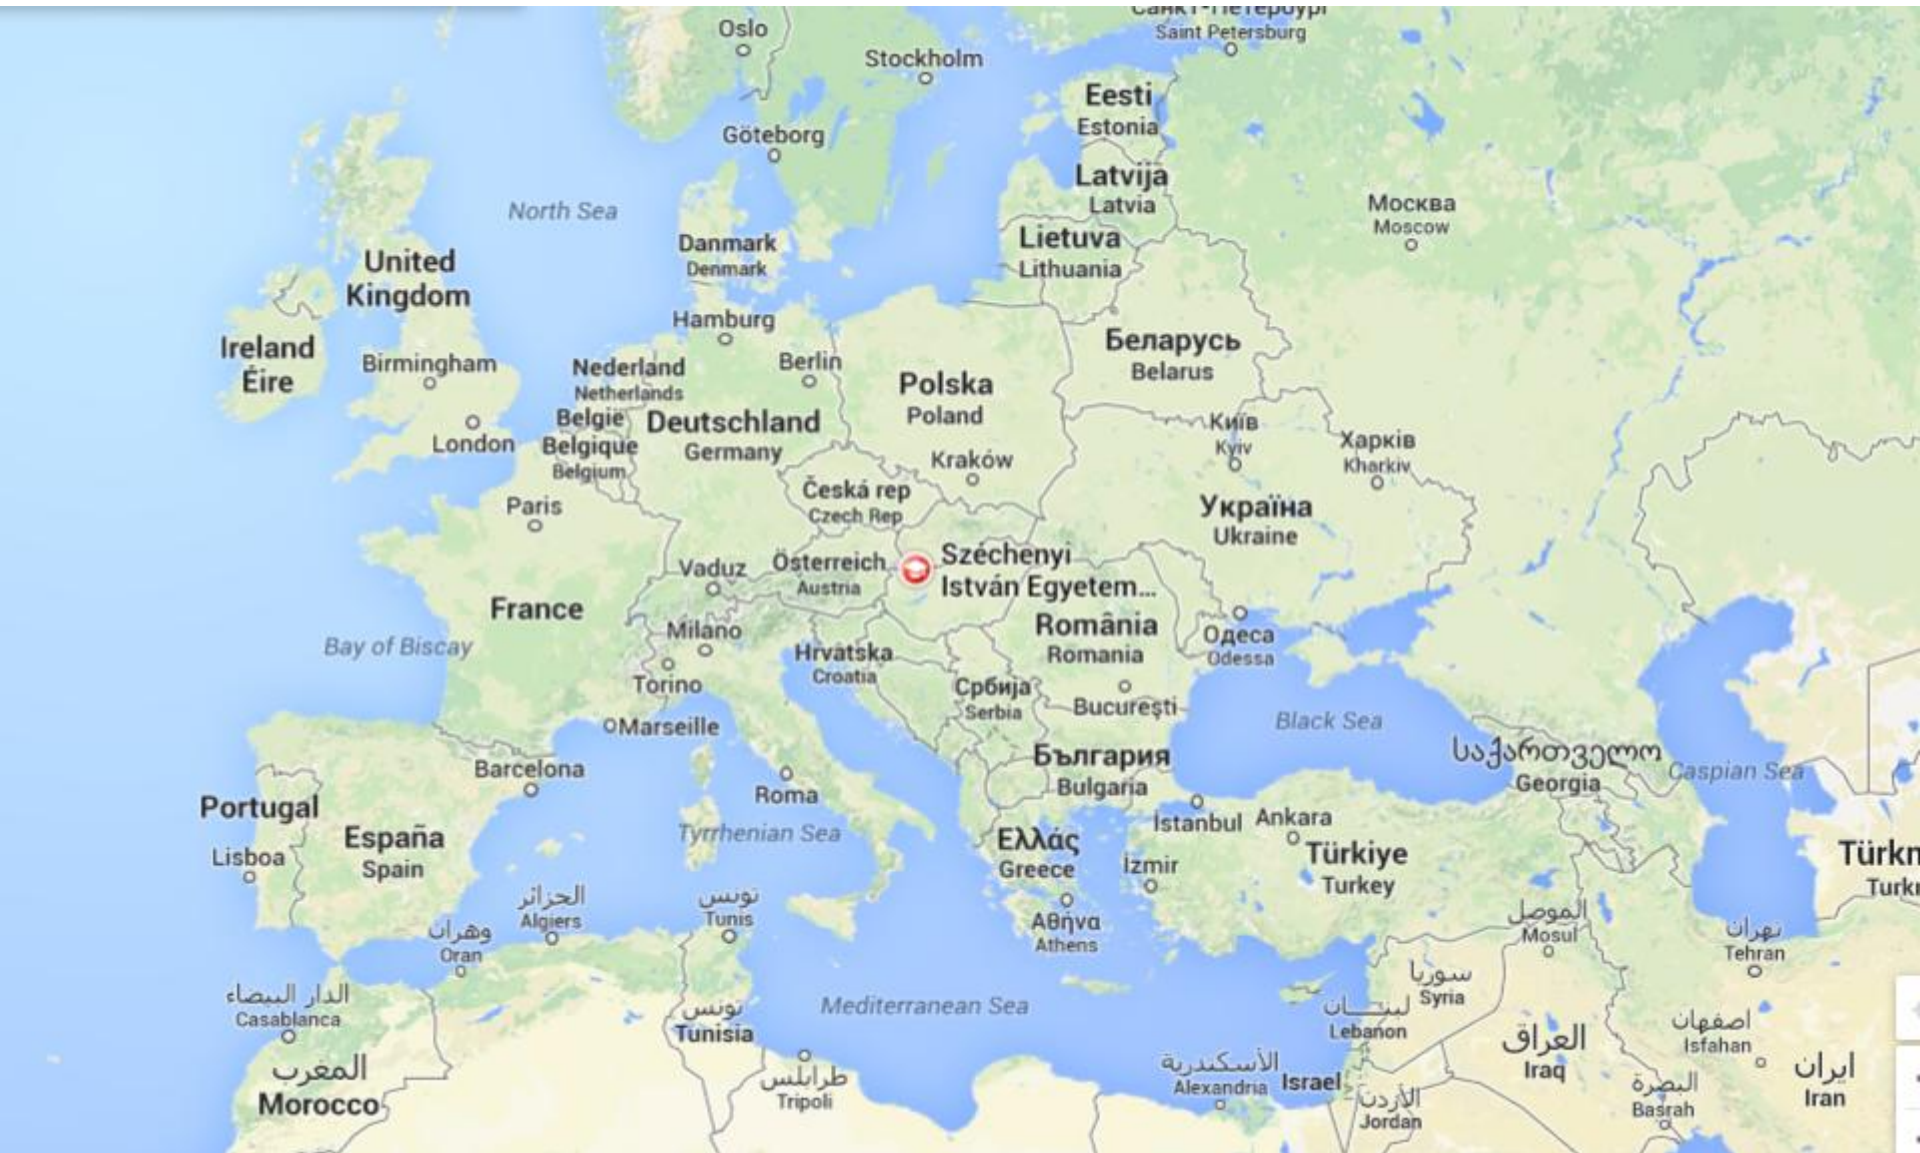 Oslo
Stockholm
Санкт-Петербург
Saint Petersburg
Eesti
Estonia
Göteborg
Latvija
Latvia
Москва
Moscow
North Sea
Danmark
Denmark
Lietuva
Lithuania
United
Kingdom
Hamburg
Беларусь
Belarus
Ireland
Éire
Birmingham
Nederland
Netherlands
Berlin
Polska
Poland
België
Belgique
Belgium
Deutschland
Germany
London
Київ
Kyiv
Харків
Kharkiv
Kraków
Česká rep
Czech Rep
Paris
Україна
Ukraine
Vaduz
Österreich
Austria
Széchenyi
István Egyetem...
France
Bay of Biscay
Milano
România
Romania
Одеса
Odessa
Hrvatska
Croatia
Torino
Србија
Serbia
București
Marseille
Black Sea
България
Bulgaria
საქართველო
Georgia
Caspian Sea
Barcelona
Roma
Portugal
España
Spain
Tyrrhenian Sea
İstanbul
Ankara
Ελλάς
Greece
Türkiye
Turkey
Türkn
Turkr
Lisboa
İzmir
الجزائر
Algiers
تونس
Tunis
وهران
Oran
Αθήνα
Athens
الموصل
Mosul
تهران
Tehran
الدار البيضاء
Casablanca
سوريا
Syria
Mediterranean Sea
تونس
Tunisia
لبنــــان
Lebanon
اصفهان
Isfahan
العراق
Iraq
المغرب
Morocco
طرابلس
Tripoli
الأسكندرية
Alexandria
Israel
الأردن
Jordan
البصرة
Basrah
ایران
Iran